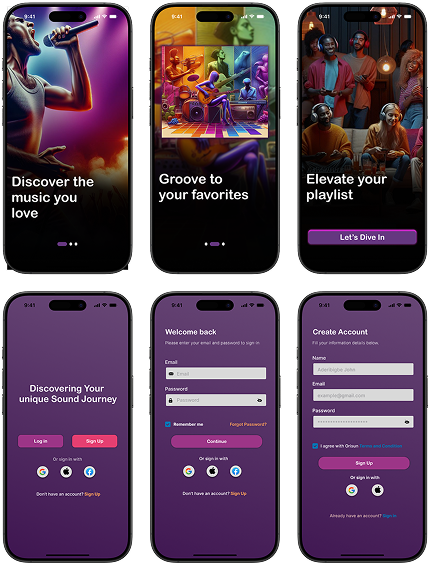 9:41
Discover the
music you
love
9:41
Groove to
your favorites
9:41
Elevate your
playlist
Let's Dive In
9:41
Discovering Your
unique Sound Journey
Log in
Sign Up
Or sign in with
Don't have an account? Sign Up
9:41
Welcome back
Please enter your email and password to sign in
Email
Email
Password
Password
Remember me
Forgot Password?
Continue
Or sign in with
Don't have an account? Sign Up
9:41
Create Account
Fill your information details below.
Name
Aderibigbe John
Email
example@gmail.com
Password
I agree with Orisun Terms and Condition
Sign Up
Or sign in with
Already have an account? Sign in